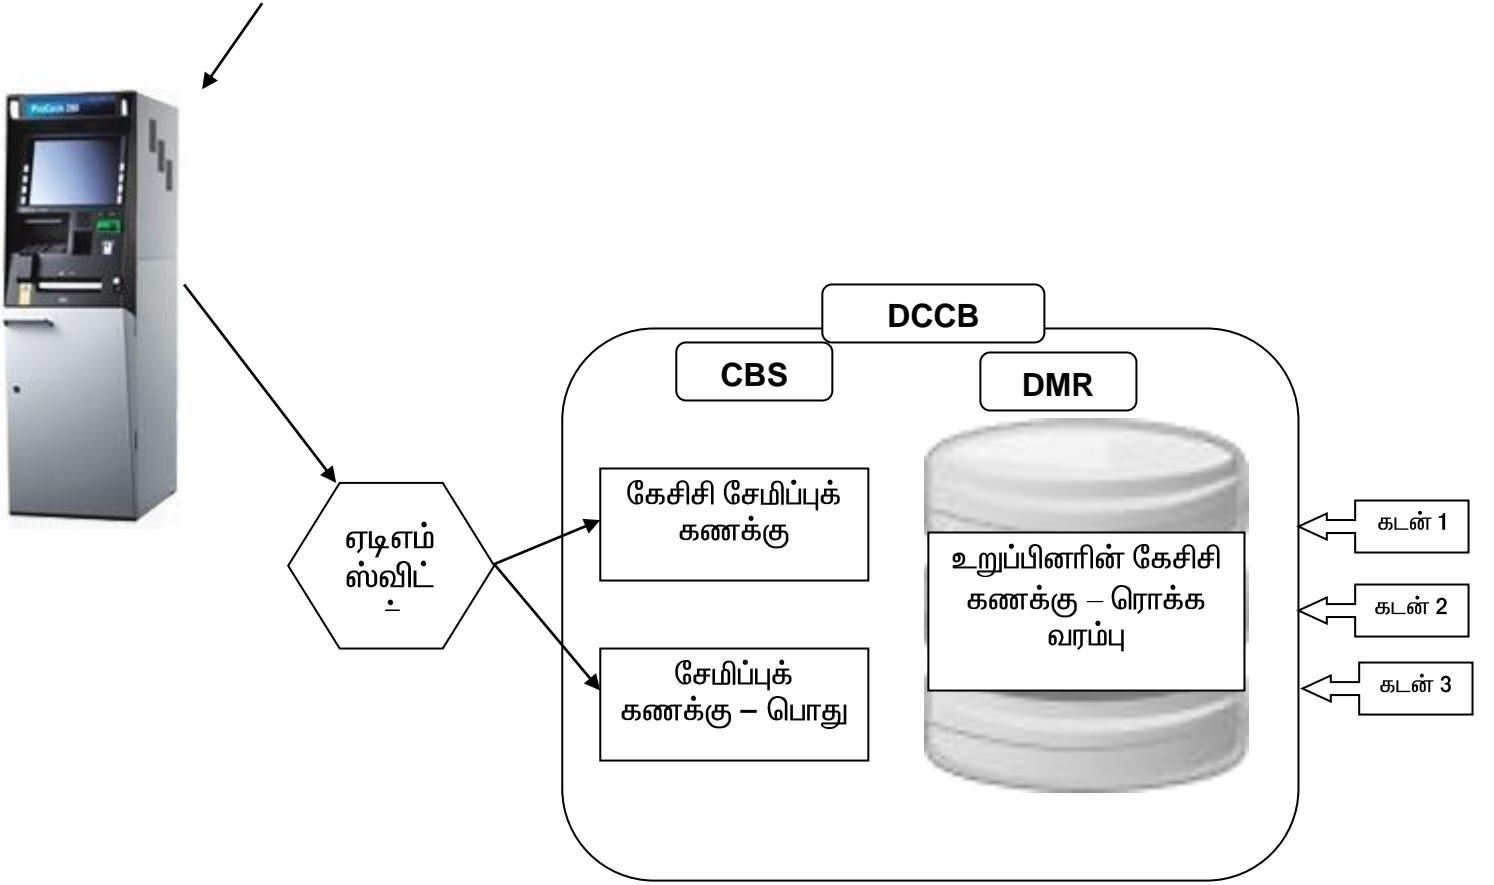 DCCB
CBS
DMR
கேசிசி சேமிப்புக்
கணக்கு
ஏடிஎம்
ஸ்விட்
உறுப்பினரின் கேசிசி
கணக்கு – ரொக்க
வரம்பு
சேமிப்புக்
கணக்கு – பொது
கடன் 1
கடன் 2
கடன் 3